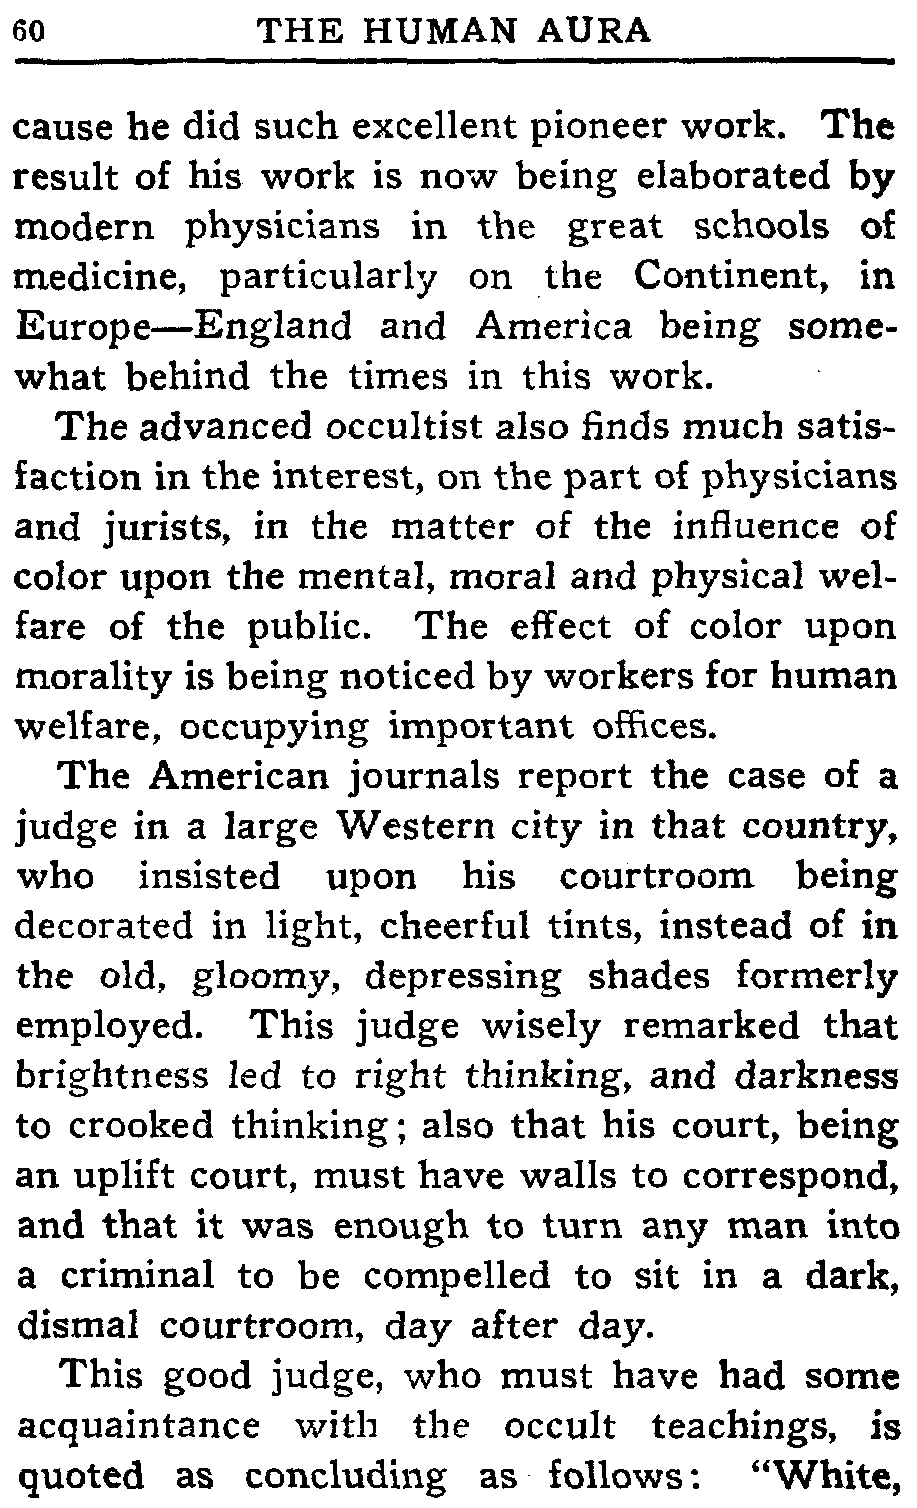 60 THE HUMAN AURA
cause he did such excellent pioneer work. The
result of his work is now being elaborated by
modern physicians in the great schools of
medicine, particularly on the Continent, in
Europe—England and America being some-
what behind the times in this work.
The advanced occultist also finds much satis-
faction in the interest, on the part of physicians
and jurists, in the matter of the influence of
color upon the mental, moral and physical wel-
fare of the public. The effect of color upon
morality is being noticed by workers for human
welfare, occupying important offices.
The American journals report the case of a
judge in a large Western city in that country,
who insisted upon his courtroom being
decorated in light, cheerful tints, instead of in
the old, gloomy, depressing shades formerly
employed. This judge wisely remarked that
brightness led to right thinking, and darkness
to crooked thinking; also that his court, being
an uplift court, must have walls to correspond,
and that it was enough to turn any man into
a criminal to be compelled to sit in a dark,
dismal courtroom, day after day.
This good judge, who must have had some
acquaintance with the occult teachings, is
quoted as concluding as follows: “White,